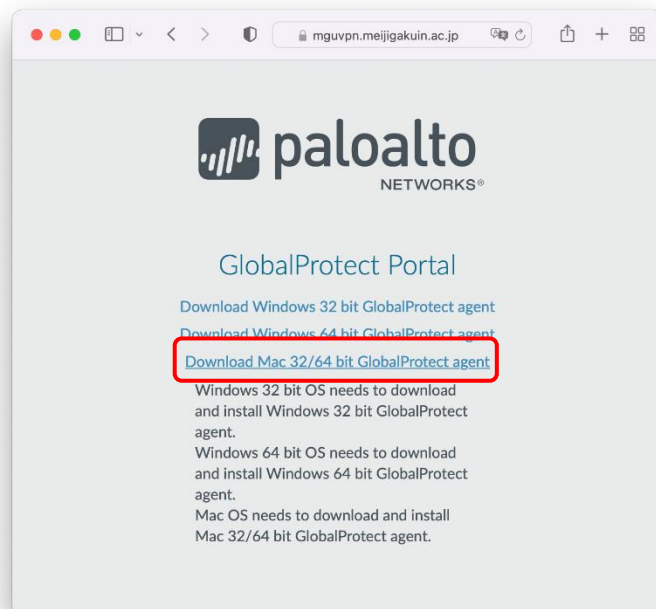 mguvpn.meijigakuin.ac.jp
paloalto
NETWORKS®
GlobalProtect Portal
Download Windows 32 bit GlobalProtect agent
Download Windows 64 bit GlobalProtect agent
Download Mac 32/64 bit GlobalProtect agent
Windows 32 bit OS needs to download
and install Windows 32 bit GlobalProtect
agent.
Windows 64 bit OS needs to download
and install Windows 64 bit GlobalProtect
agent.
Mac OS needs to download and install
Mac 32/64 bit GlobalProtect agent.